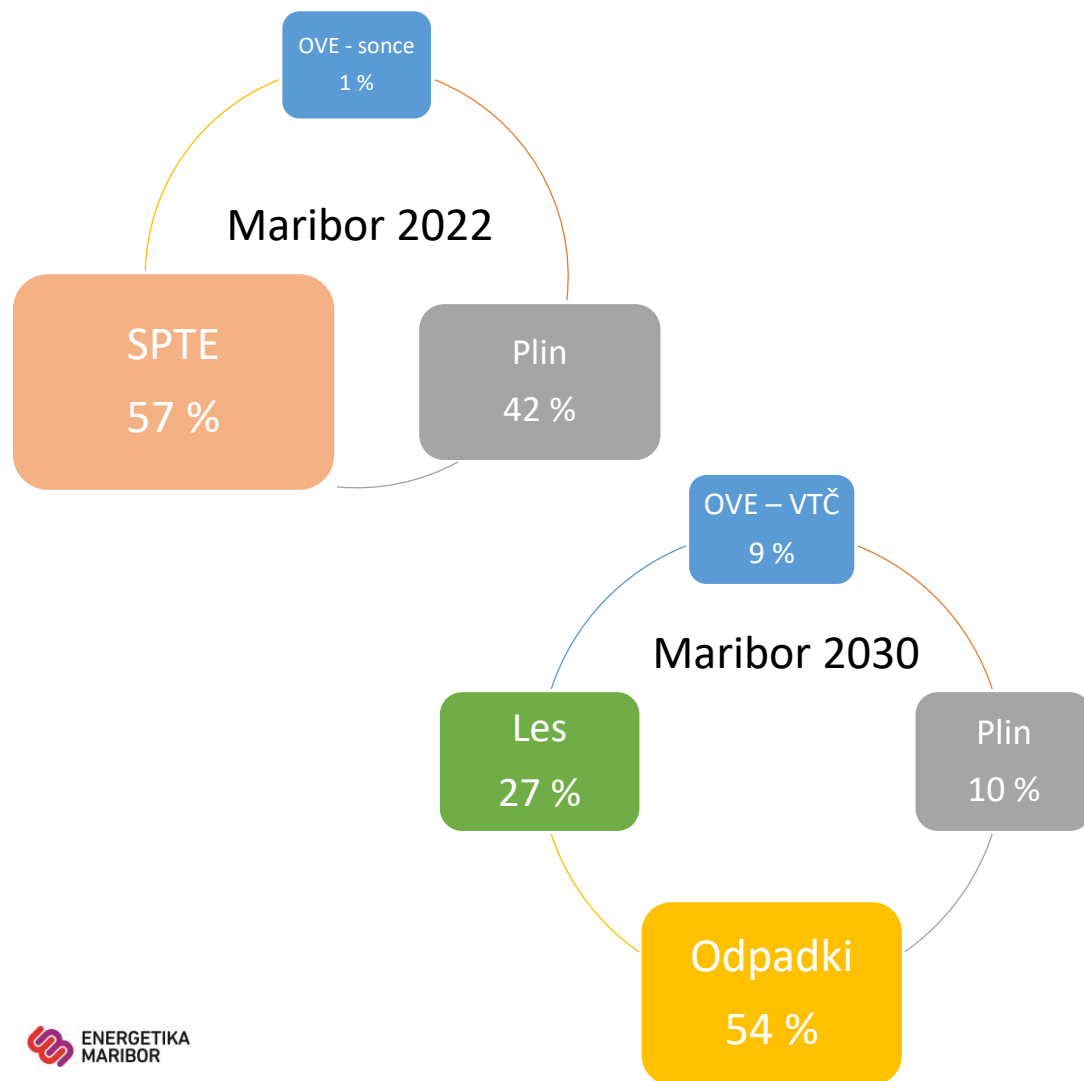 OVE - sonce
1 %
Maribor 2022
SPTE
57 %
Plin
42 %
OVE – VTČ
9 %
Maribor 2030
Les
27 %
Plin
10 %
Odpadki
54 %
ENERGETIKA
MARIBOR